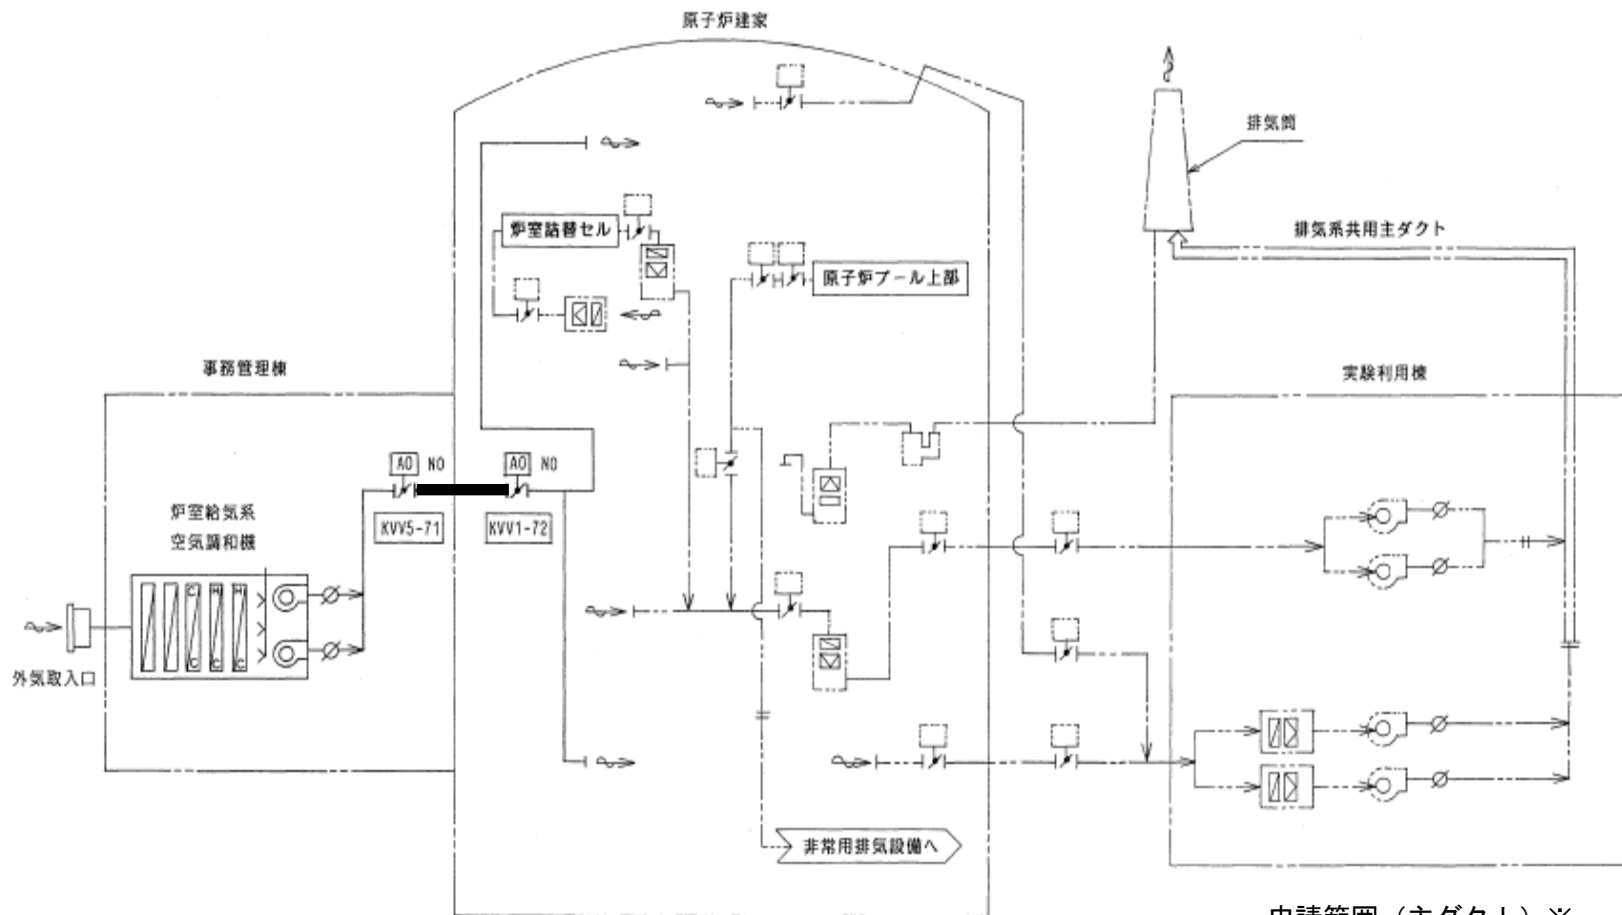 原子炉建家
排気筒
炉室詰替セル
排気系共用主ダクト
原子炉プール上部
事務管理棟
実験利用棟
AO NO
AO NO
炉室給気系
空気調和機
KVV5-71
KVV1-72
C H H
C C C
外気取入口
非常用排気設備へ